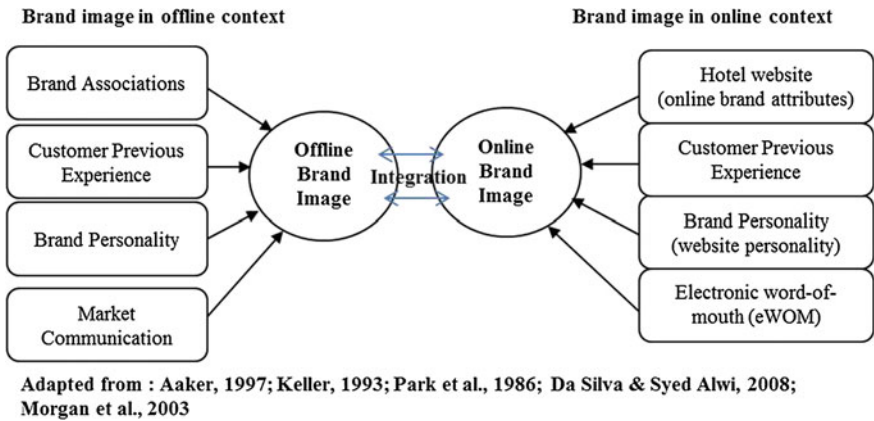 Brand image in offline context
Brand image in online context
Brand Associations
Customer Previous
Experience
Brand Personality
Market
Communication
Offline
Brand
Image
Integration
Online
Brand
Image
Hotel website
(online brand attributes)
Customer Previous
Experience
Brand Personality
(website personality)
Electronic word-of-
mouth (eWOM)
Adapted from : Aaker, 1997; Keller, 1993; Park et al., 1986; Da Silva & Syed Alwi, 2008;
Morgan et al., 2003